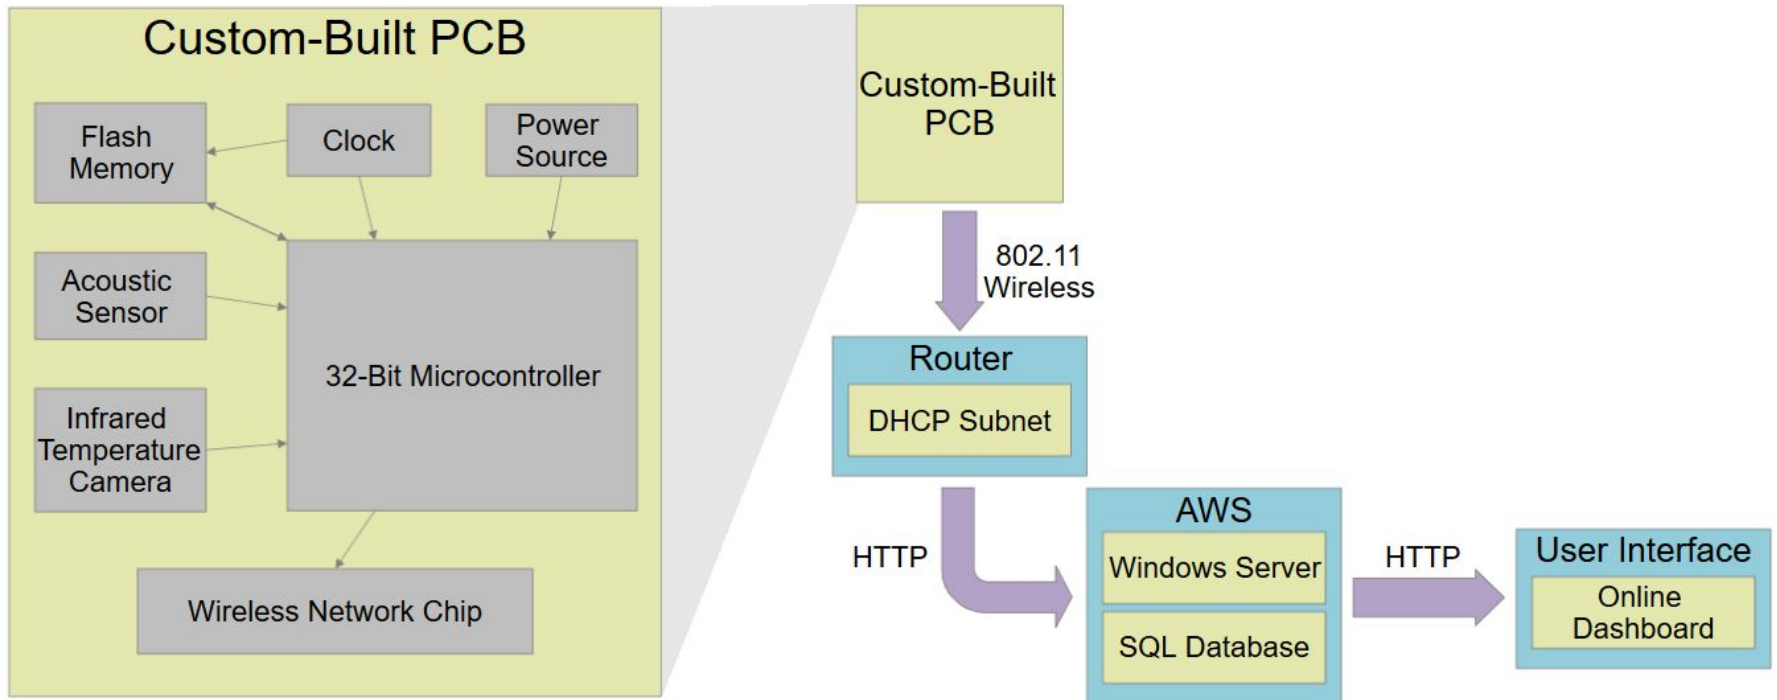 Custom-Built PCB
Flash
Memory
Clock
Power
Source
Acoustic
Sensor
32-Bit Microcontroller
Infrared
Temperature
Camera
Wireless Network Chip
Custom-Built
PCB
802.11
Wireless
Router
DHCP Subnet
HTTP
AWS
Windows Server
SQL Database
HTTP
User Interface
Online
Dashboard